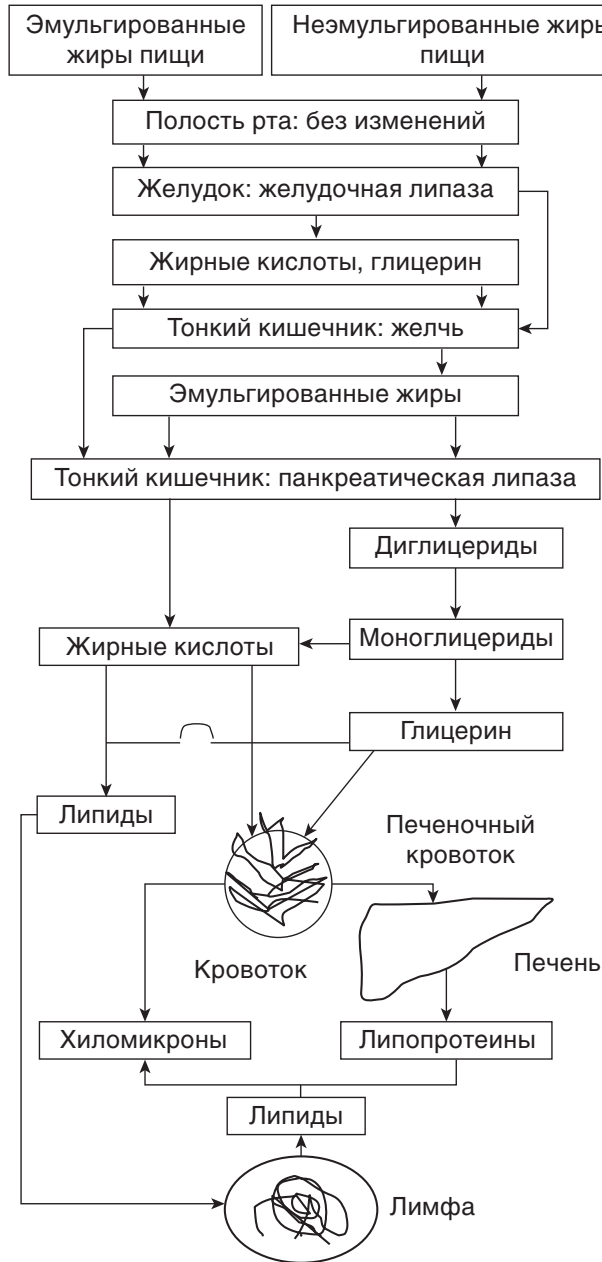 Эмульгированные
жиры пищи
Неэмульгированные жиры
пищи
Полость рта: без изменений
Желудок: желудочная липаза
Жирные кислоты, глицерин
Тонкий кишечник: желчь
Эмульгированные жиры
Тонкий кишечник: панкреатическая липаза
Диглицериды
Жирные кислоты
Моноглицериды
Глицерин
Липиды
Печеночный
кровоток
Кровоток
Печень
Хиломикроны
Липопротеины
Липиды
Лимфа